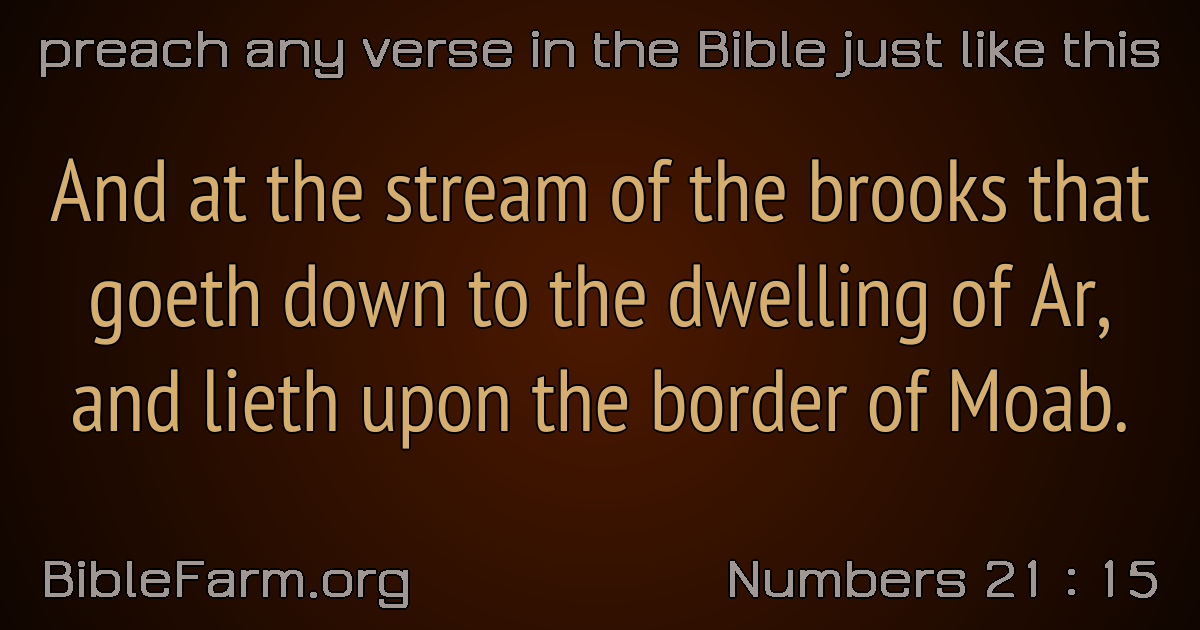 preach any verse in the Bible just like this
And at the stream of the brooks that
goeth down to the dwelling of Ar,
and lieth upon the border of Moab.
BibleFarm.org
Numbers 21 : 15